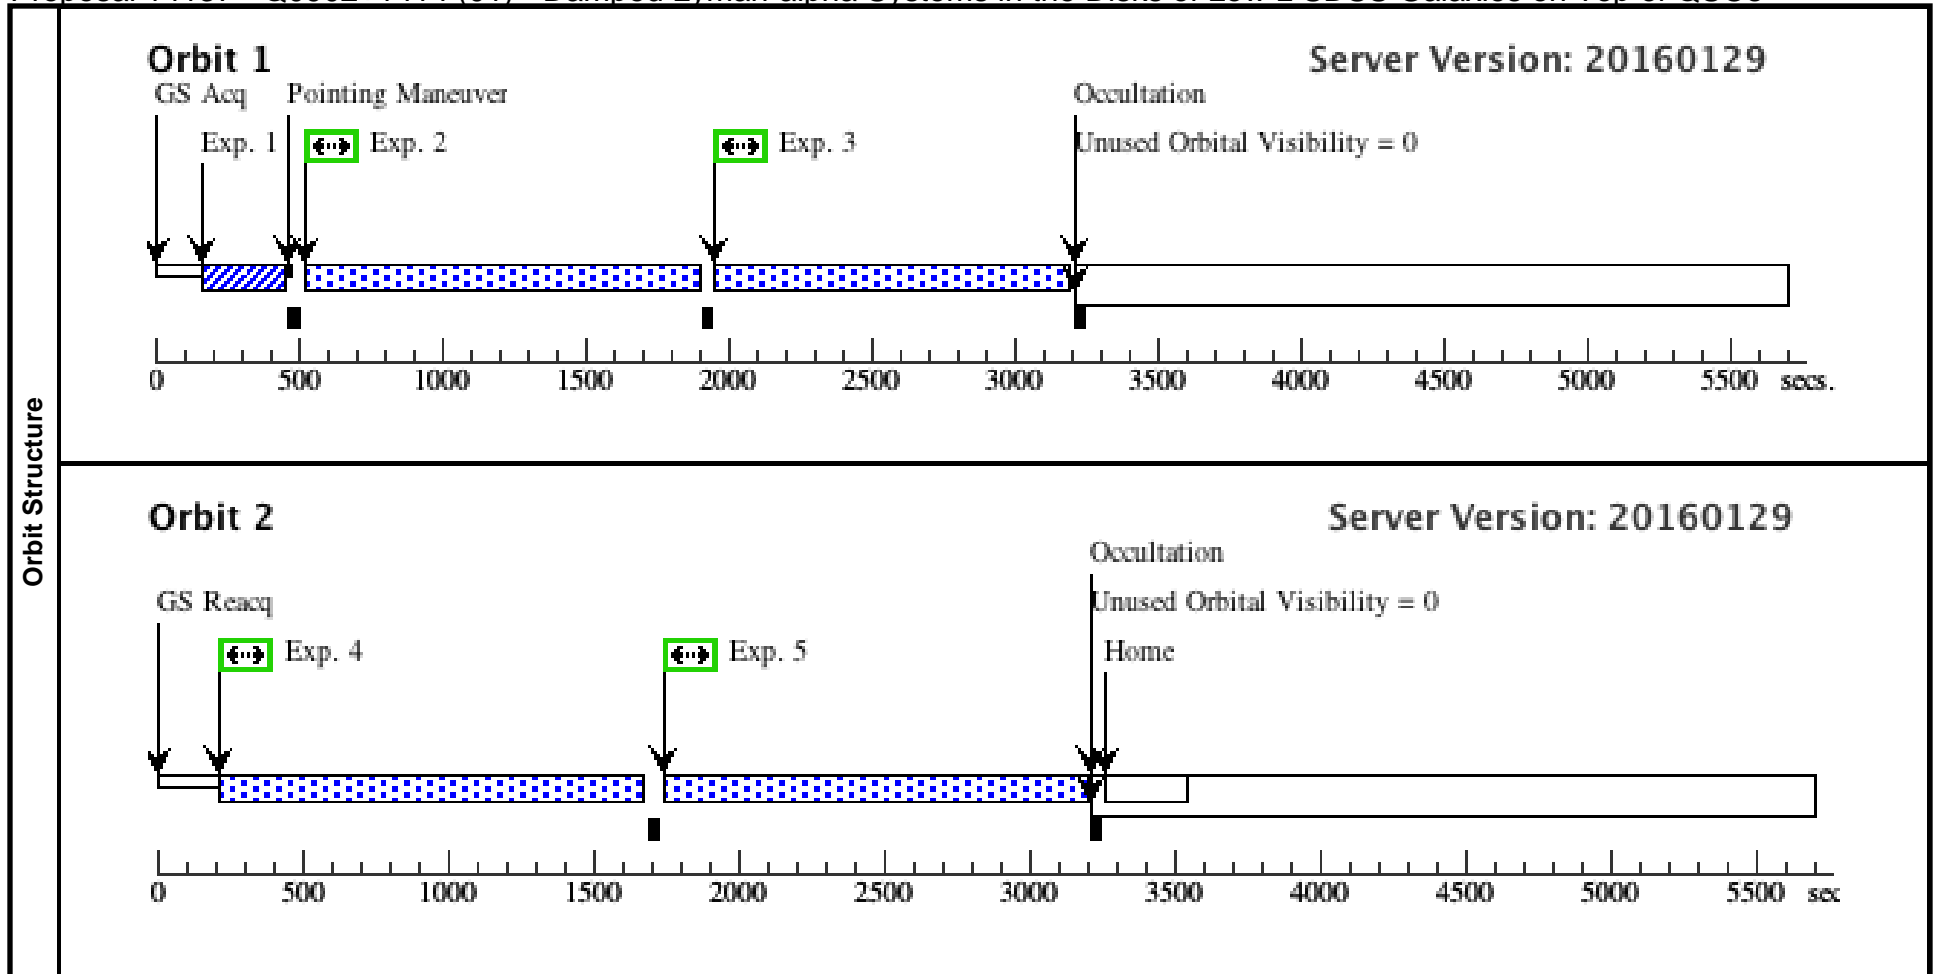 Orbit Structure
Orbit 1
Server Version: 20160129
GS Acq
Pointing Maneuver
Occultation
Exp. 1
Exp. 2
Exp. 3
Unused Orbital Visibility = 0
0 500 1000 1500 2000 2500 3000 3500 4000 4500 5000 5500 secs.
Orbit 2
Server Version: 20160129
Occultation
GS Reacq
Unused Orbital Visibility = 0
Exp. 4
Exp. 5
Home
0 500 1000 1500 2000 2500 3000 3500 4000 4500 5000 5500 sec